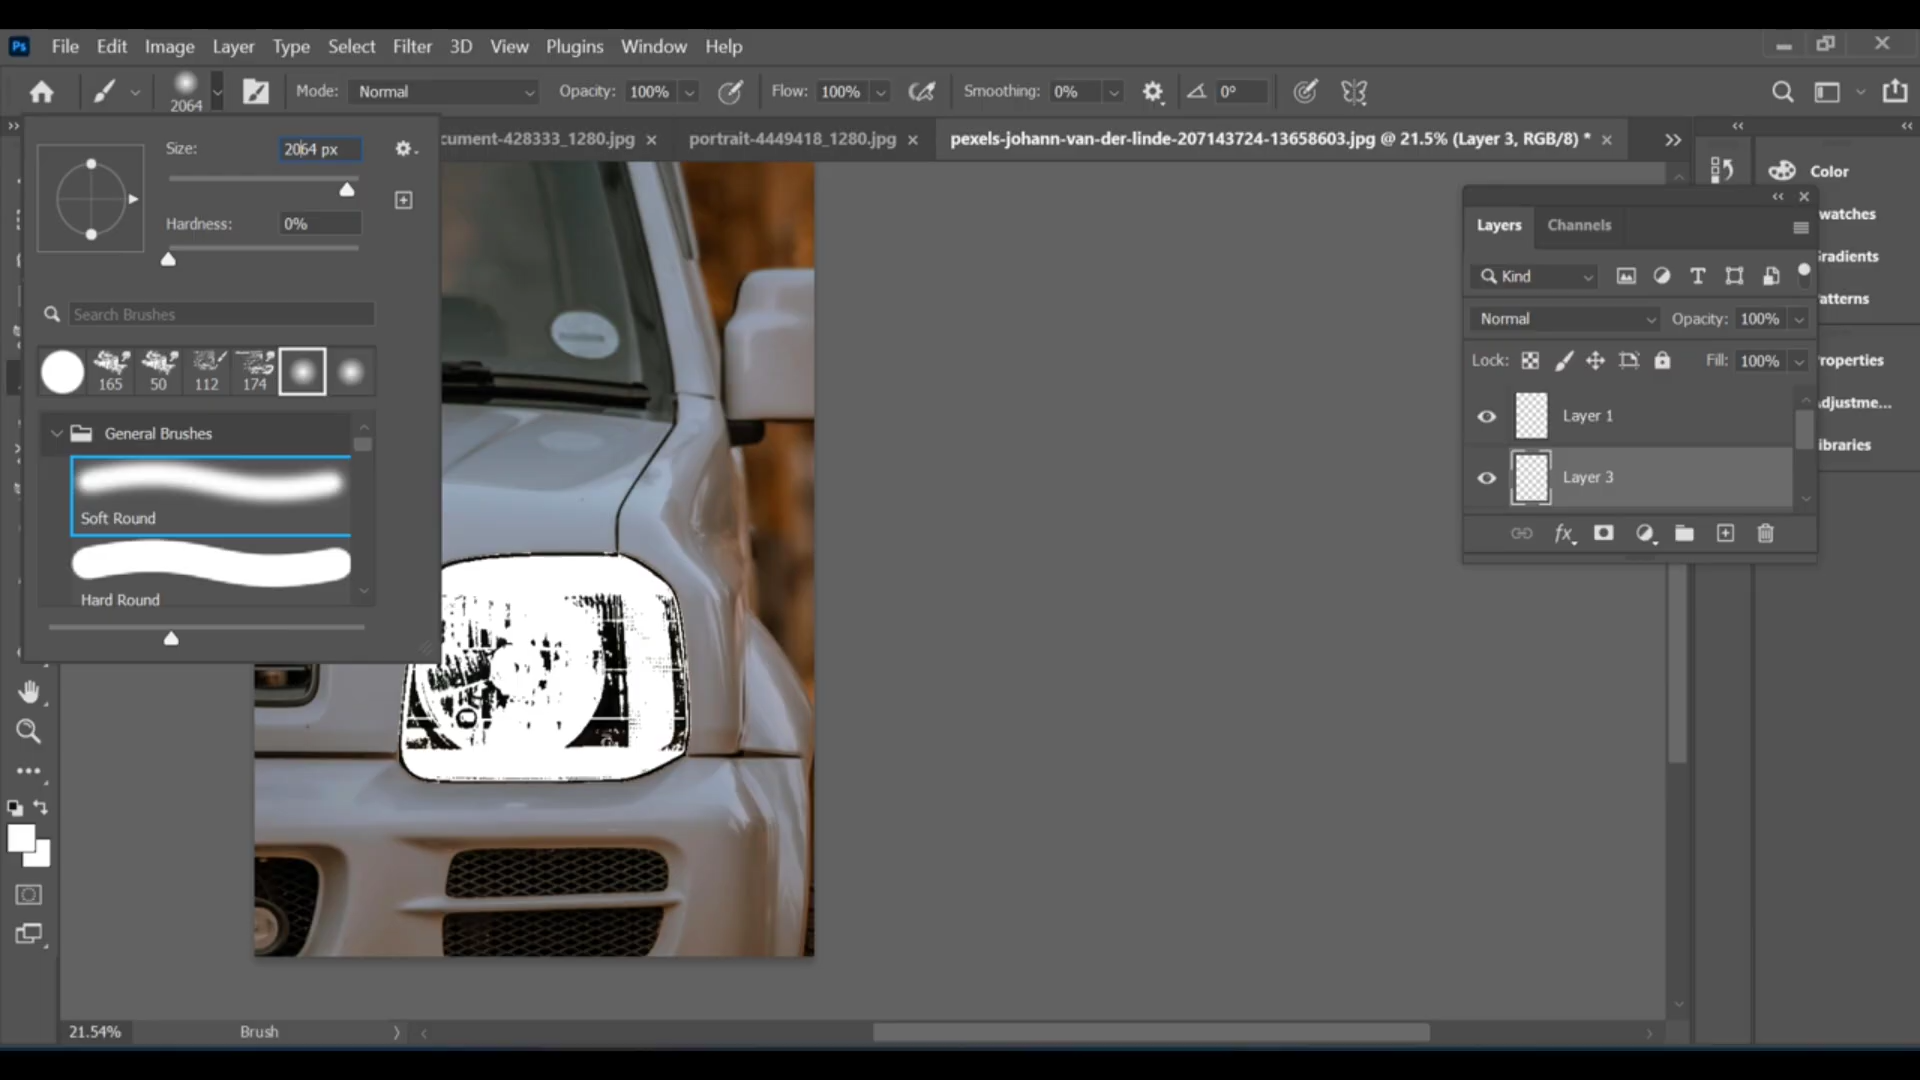 Ps File Edit Image Layer Type Select Filter 3D View Plugins Window Help
2064 Mode: Normal Opacity: 100% Flow: 100% Smoothing: 0% 0°
cument-428333_1280.jpg portrait-4449418_1280.jpg pexels-johann-van-der-linde-207143724-13658603.jpg @ 21.5% (Layer 3, RGB/8) *
Size: 2064 px
Hardness: 0%
Search Brushes
165 50 112 174
General Brushes
Soft Round
Hard Round
Layers Channels
Kind
Normal Opacity: 100%
Lock: Fill: 100%
Layer 1
Layer 3
fx
Color
watches
Gradients
atterns
roperties
djustme...
ibraries
21.54% Brush